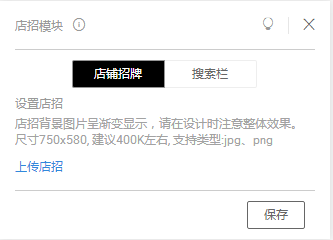 店招模块
店铺招牌 搜素栏
设置店招
店招背景图片呈渐变显示，请在设计时注意整体效果。
尺寸750x580, 建议400K左右, 支持类型:jpg、png
上传店招
保存